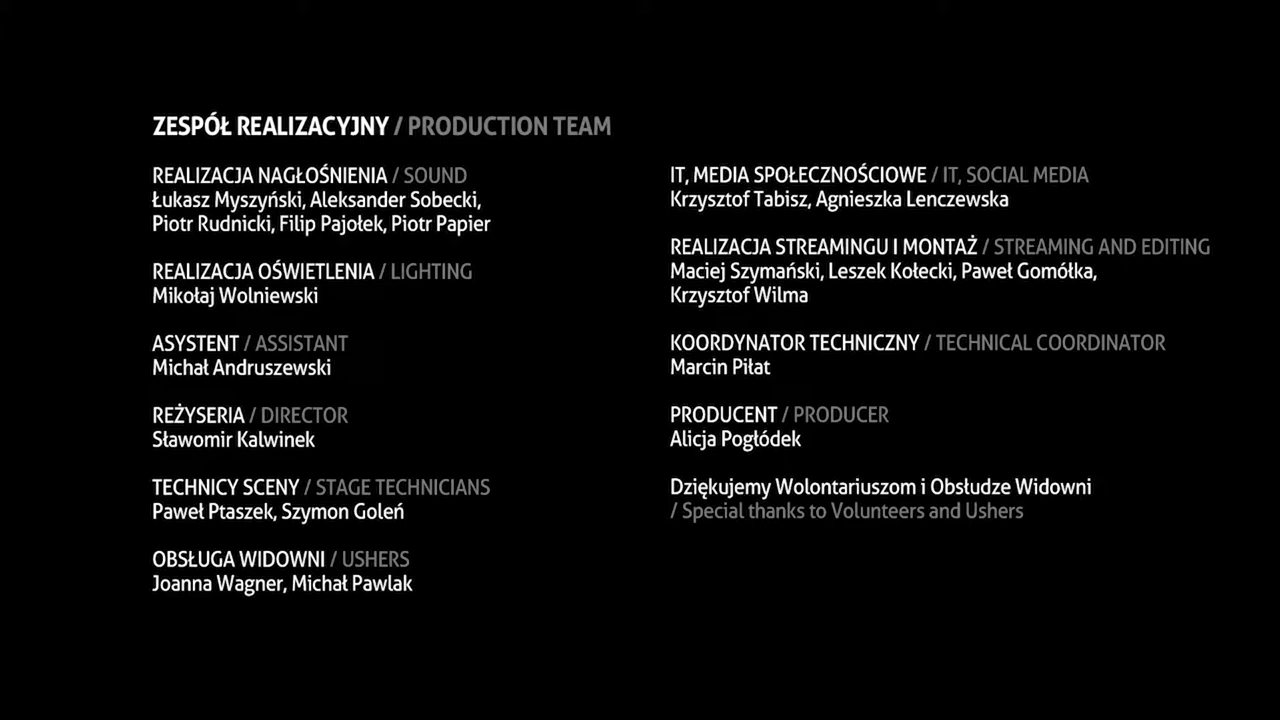 ZESPÓŁ REALIZACYJNY / PRODUCTION TEAM
REALIZACJA NAGŁOŚNIENIA / SOUND
Łukasz Myszyński, Aleksander Sobecki,
Piotr Rudnicki, Filip Pajołek, Piotr Papier
REALIZACJA OŚWIETLENIA / LIGHTING
Mikołaj Wolniewski
ASYSTENT / ASSISTANT
Michał Andruszewski
REŻYSERIA / DIRECTOR
Sławomir Kalwinek
TECHNICY SCENY / STAGE TECHNICIANS
Paweł Ptaszek, Szymon Goleń
OBSŁUGA WIDOWNI / USHERS
Joanna Wagner, Michał Pawlak
IT, MEDIA SPOŁECZNOŚCIOWE / IT, SOCIAL MEDIA
Krzysztof Tabisz, Agnieszka Lenczewska
REALIZACJA STREAMINGU I MONTAŻ / STREAMING AND EDITING
Maciej Szymański, Leszek Kołecki, Paweł Gomółka,
Krzysztof Wilma
KOORDYNATOR TECHNICZNY / TECHNICAL COORDINATOR
Marcin Piłat
PRODUCENT / PRODUCER
Alicja Pogłódek
Dziękujemy Wolontariuszom i Obsłudze Widowni
/ Special thanks to Volunteers and Ushers